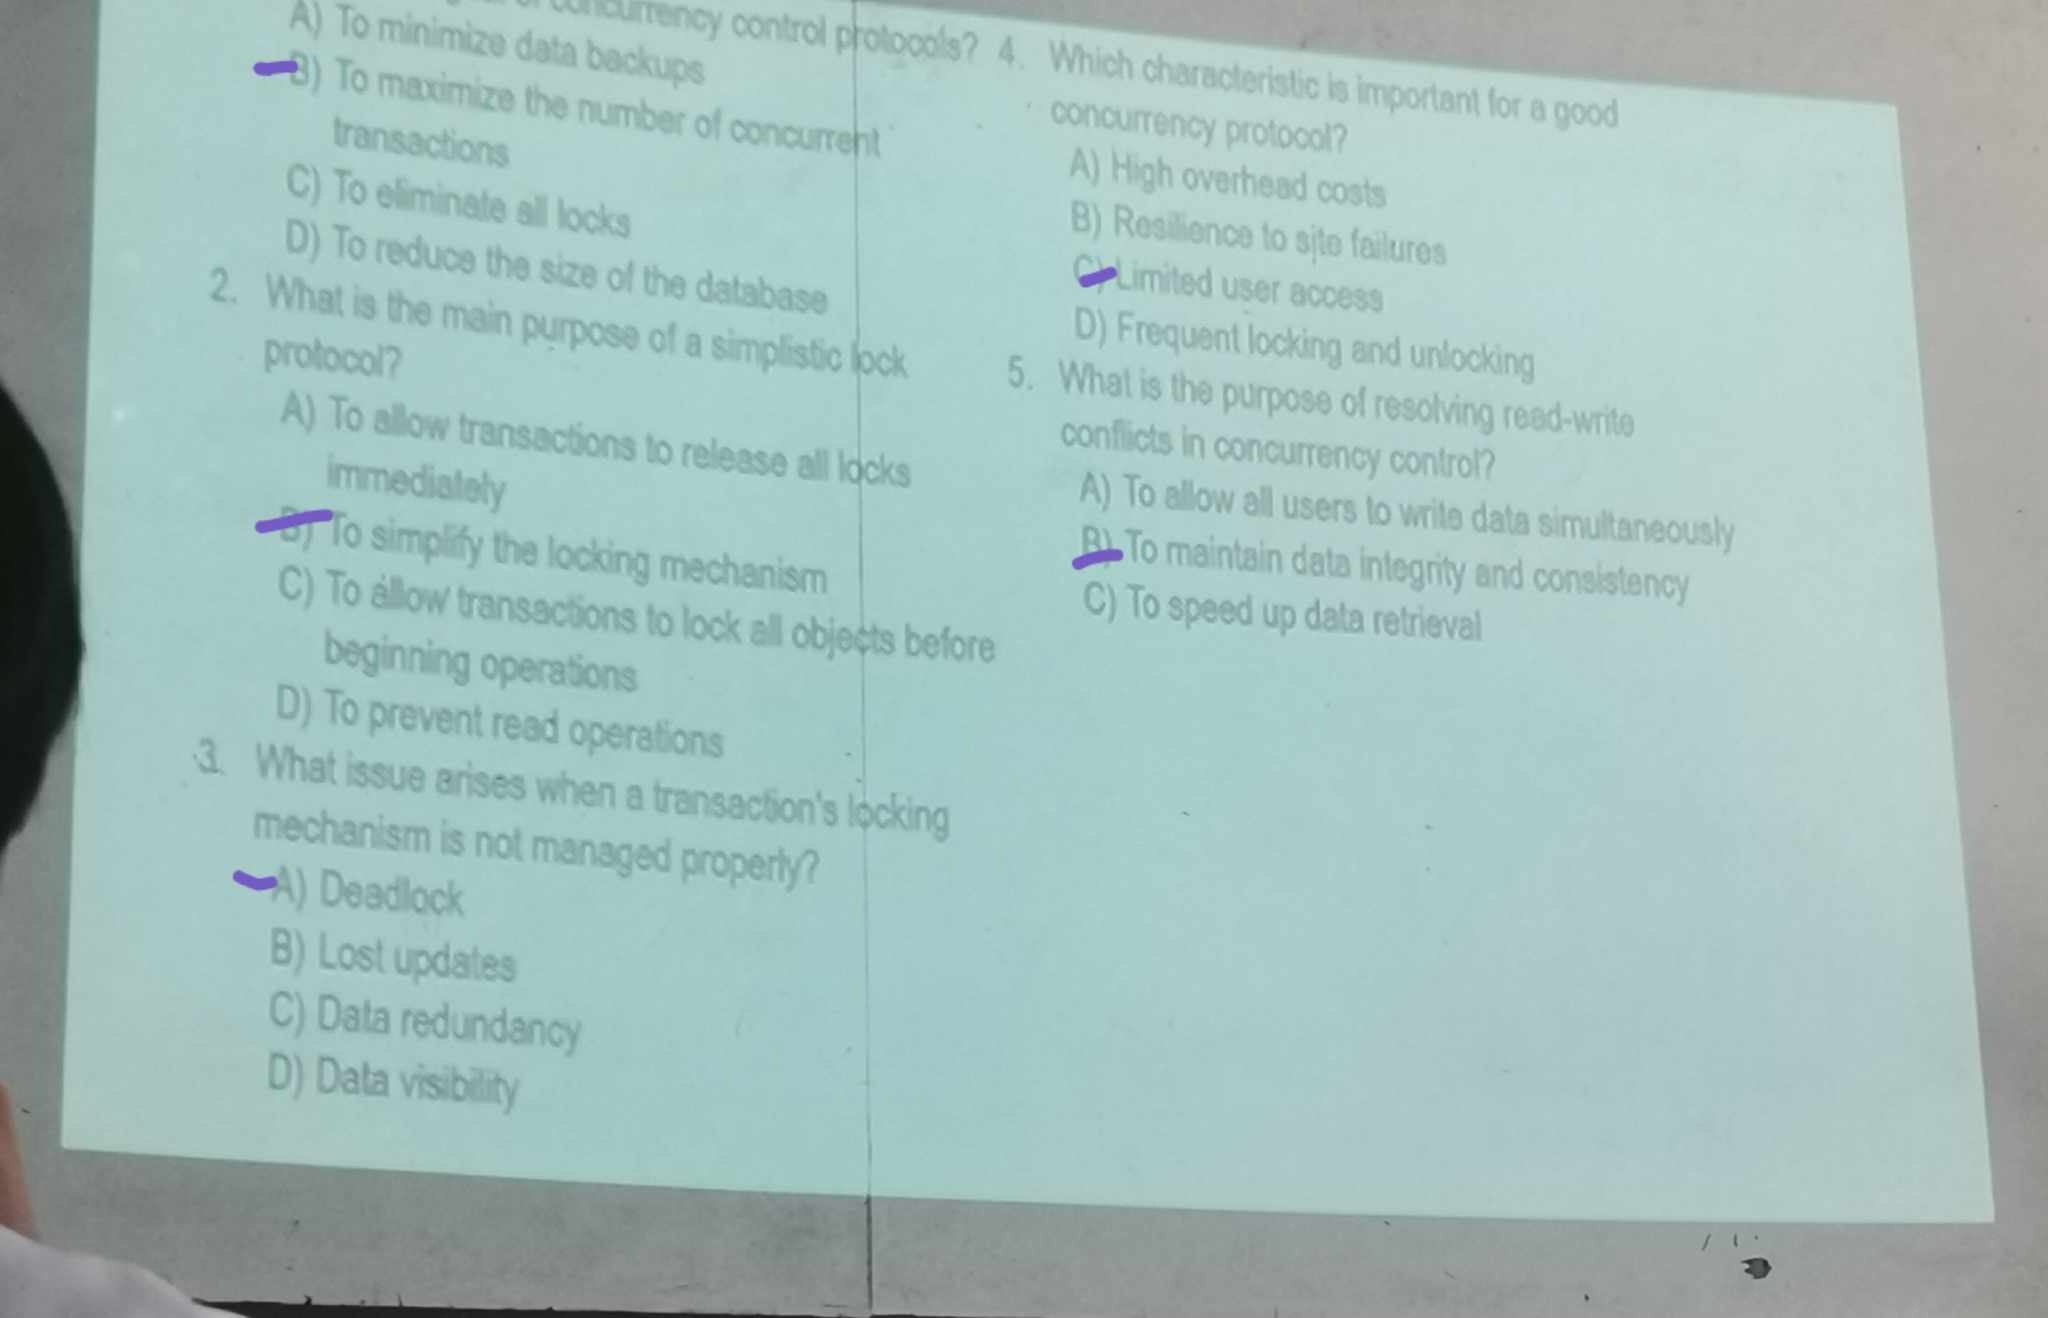 concurrency control protocols?
A) To minimize data backups
B) To maximize the number of concurrent
transactions
C) To eliminate all locks
D) To reduce the size of the database
2. What is the main purpose of a simplistic lock
protocol?
A) To allow transactions to release all locks
immediately
B) To simplify the locking mechanism
C) To allow transactions to lock all objects before
beginning operations
D) To prevent read operations
3. What issue arises when a transaction's locking
mechanism is not managed properly?
A) Deadlock
B) Lost updates
C) Data redundancy
D) Data visibility
4. Which characteristic is important for a good
concurrency protocol?
A) High overhead costs
B) Resilience to site failures
C) Limited user access
D) Frequent locking and unlocking
5. What is the purpose of resolving read-write
conflicts in concurrency control?
A) To allow all users to write data simultaneously
B) To maintain data integrity and consistency
C) To speed up data retrieval